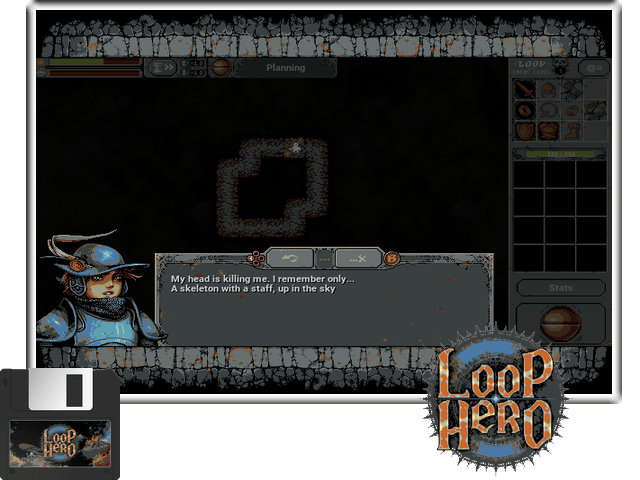 Planning
LOOP
My head is killing me. I remember only...
A skeleton with a staff, up in the sky
B
Stats
LOOP
HERO
LOOP
HERO